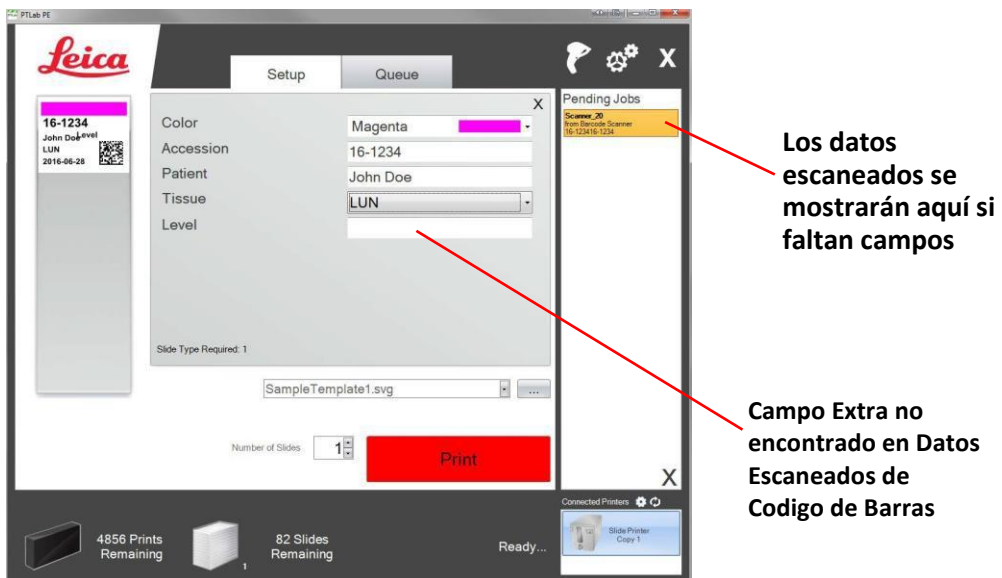 PTLab PE
Leica
Setup
Queue
X
16-1234
John Doe
Level
LUN
2016-06-28
X
Color
Magenta
Accession
16-1234
Patient
John Doe
Tissue
LUN
Level
Slide Type Required: 1
SampleTemplate1.svg
...
Number of Slides
1
Print
Pending Jobs
Scanner_20
from Barcode Scanner
16-123416-1234
X
Connected Printers
Slide Printer
Copy 1
4856 Prints
Remaining
1
82 Slides
Remaining
Ready...
Los datos
escaneados se
mostrarán aquí si
faltan campos
Campo Extra no
encontrado en Datos
Escaneados de
Codigo de Barras